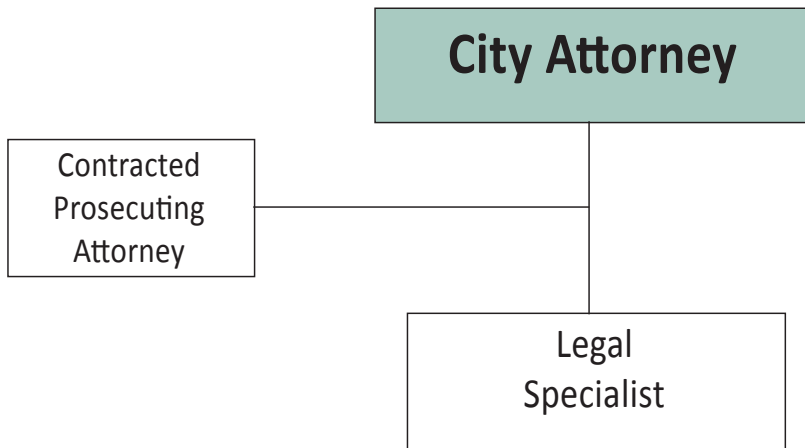 City Attorney
Contracted
Prosecuting
Attorney
Legal
Specialist